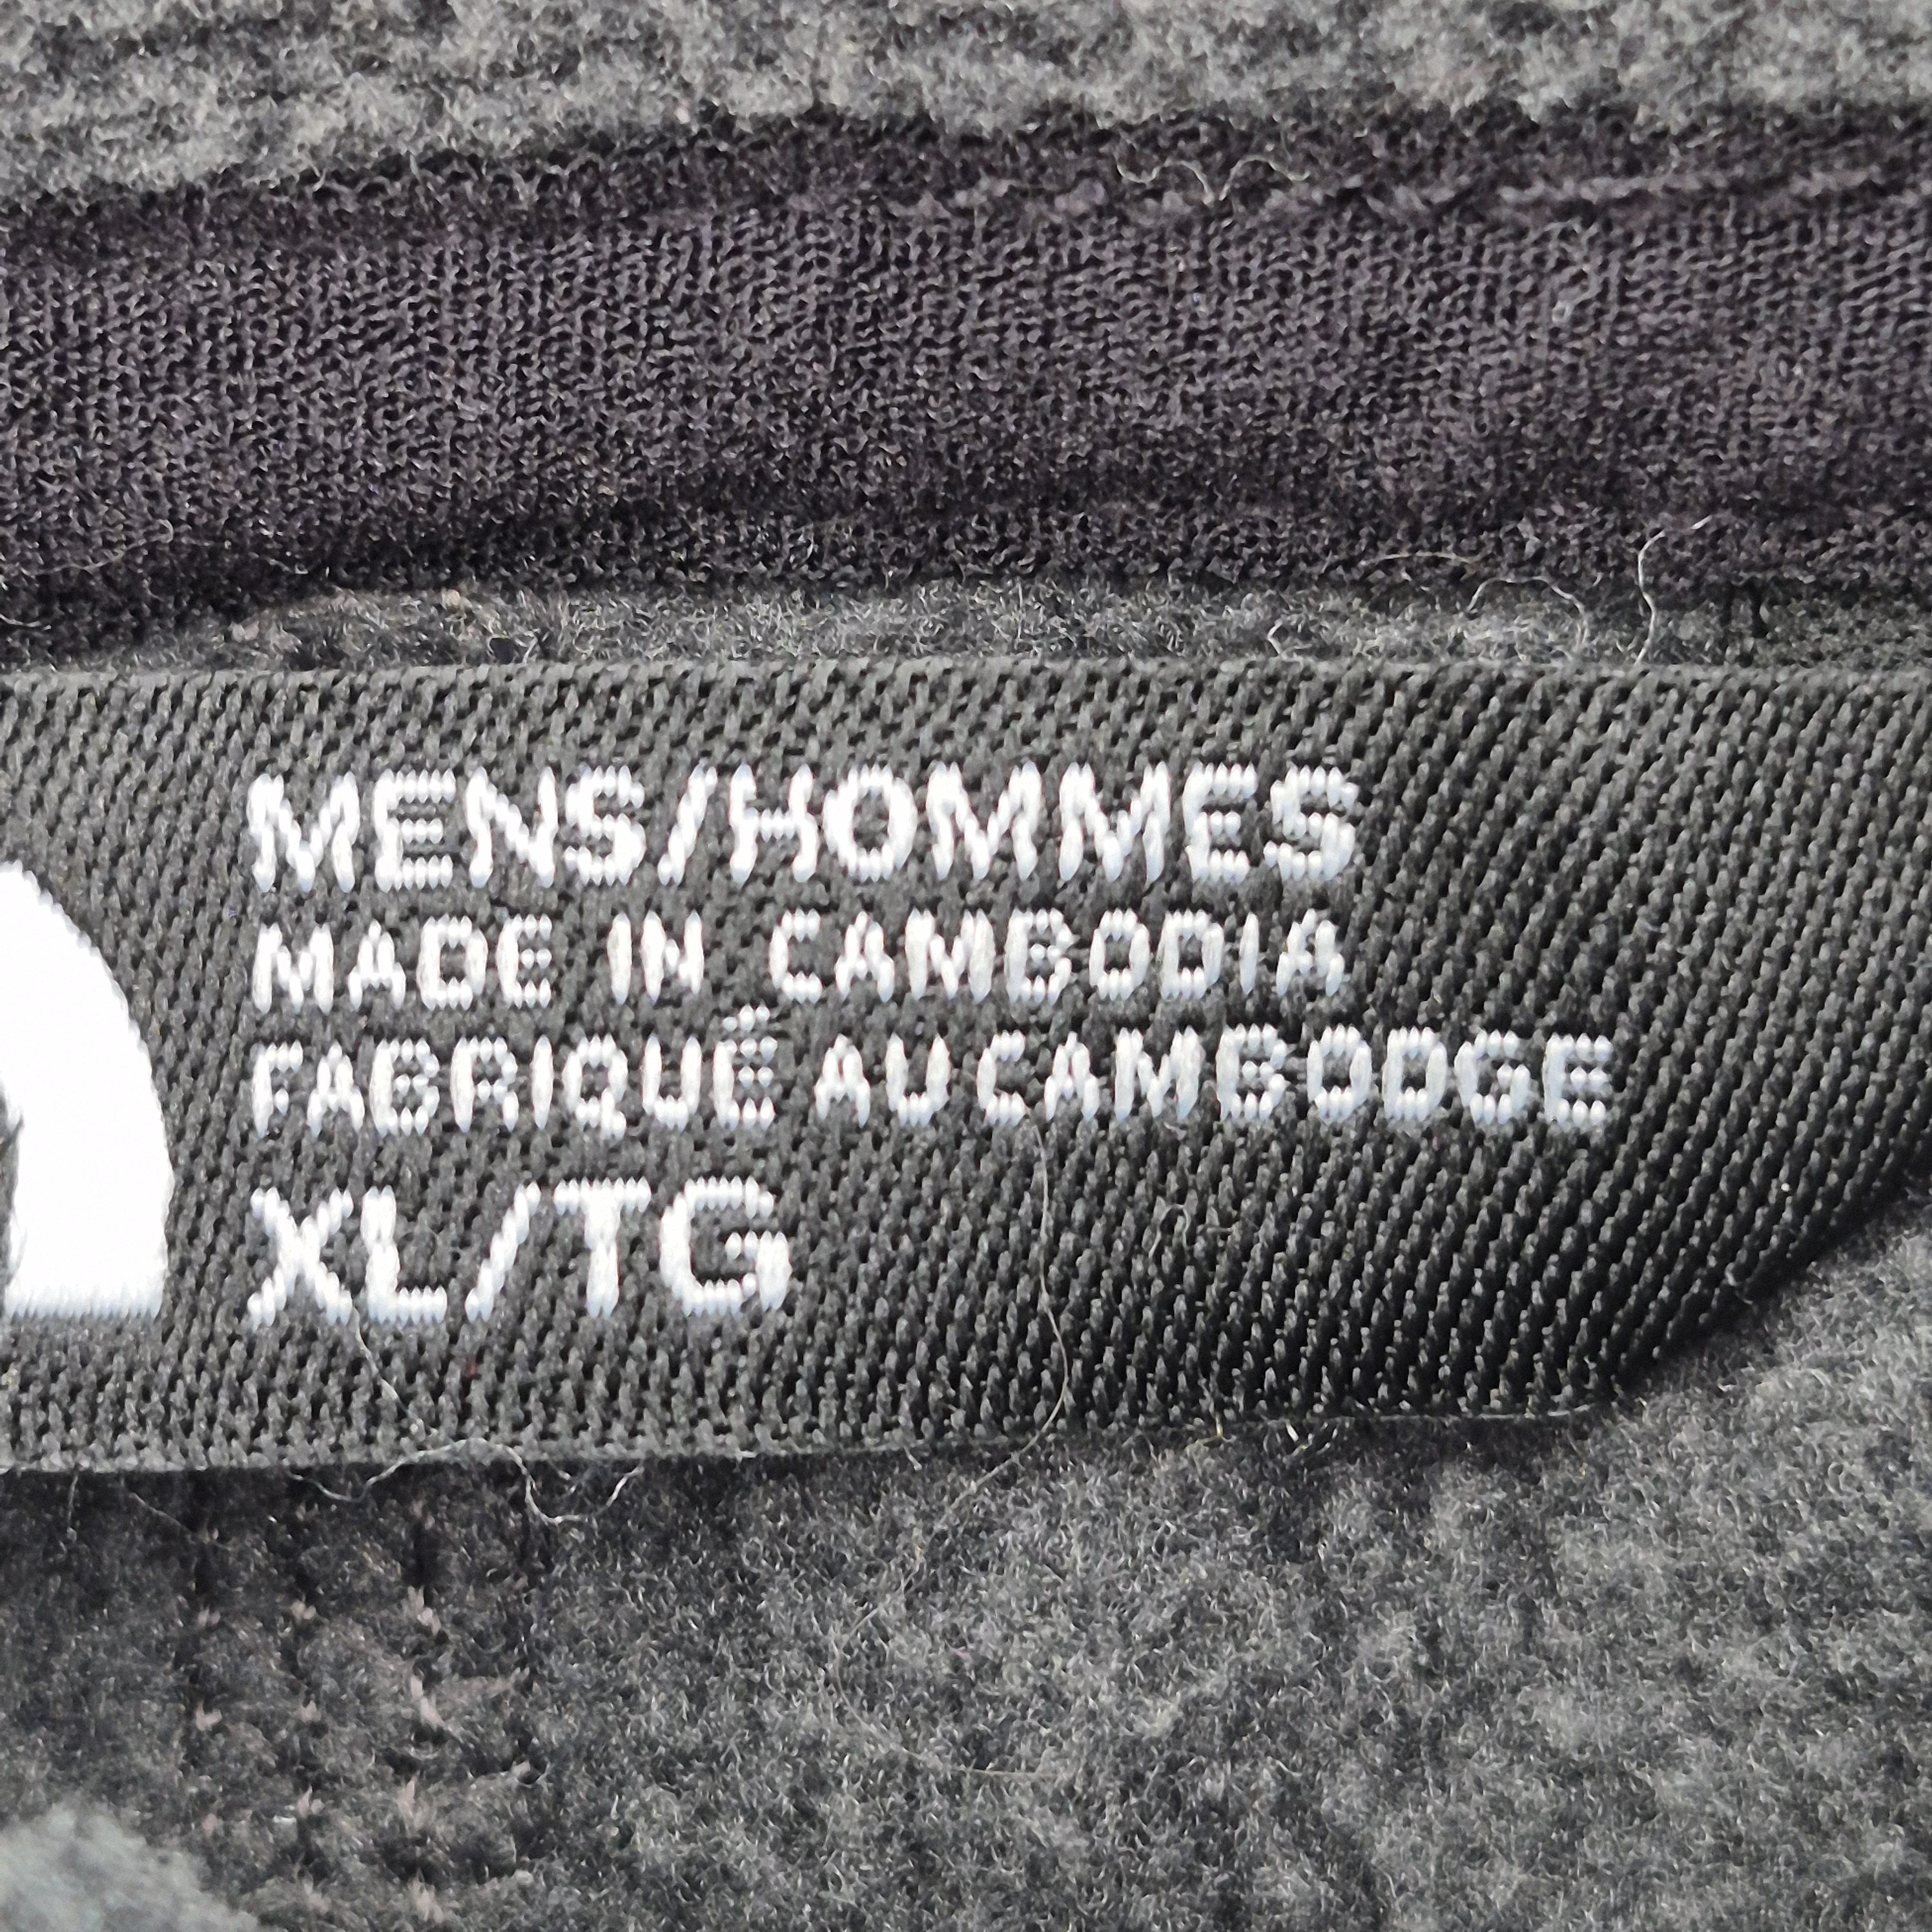 MENS/HOMMES
MADE IN CAMBODIA
FABRIQUÉ AU CAMBODGE
XL/TG